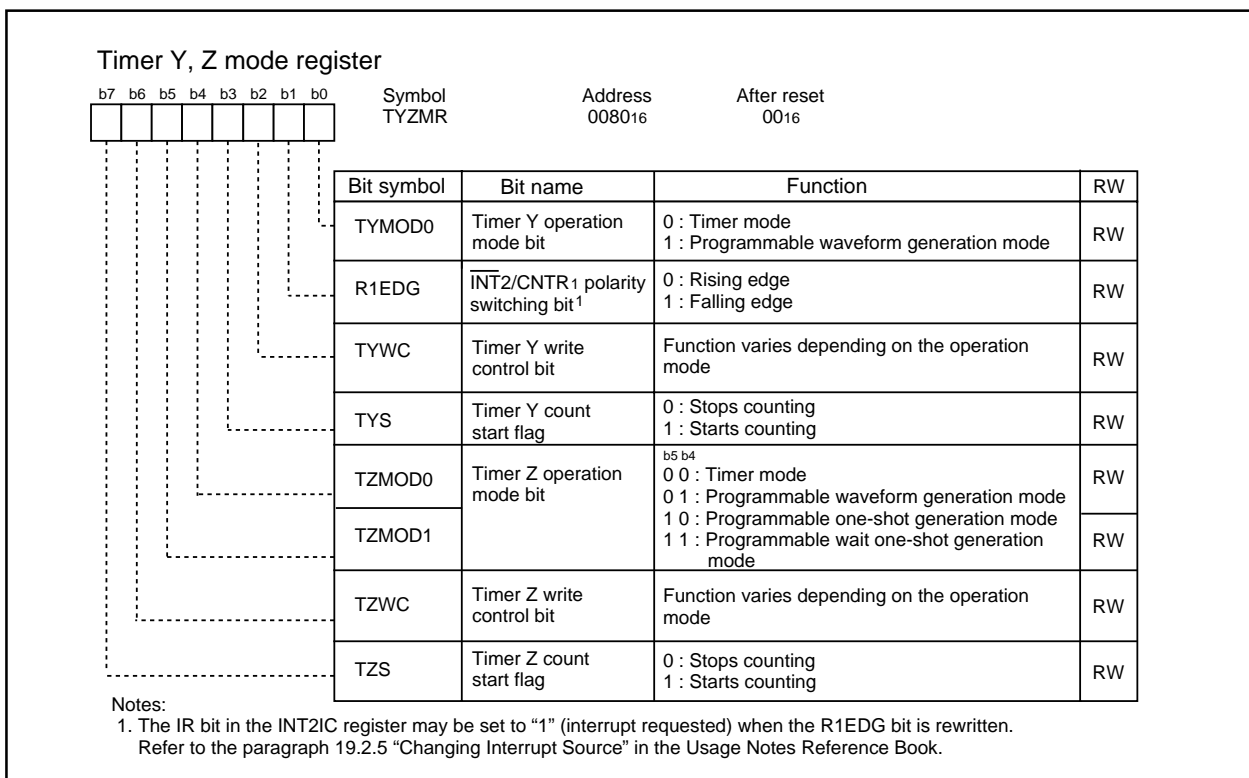 Timer Y, Z mode register
b7 b6 b5 b4 b3 b2 b1 b0
Symbol Address After reset
TYZMR 008016 0016
Bit symbol Bit name Function RW
TYMOD0 Timer Y operation mode bit 0 : Timer mode RW
1 : Programmable waveform generation mode
R1EDG INT2/CNTR1 polarity switching bit1 0 : Rising edge RW
1 : Falling edge
TYWC Timer Y write control bit Function varies depending on the operation mode RW
TYS Timer Y count start flag 0 : Stops counting RW
1 : Starts counting
TZMOD0 Timer Z operation mode bit b5 b4 RW
0 0 : Timer mode
0 1 : Programmable waveform generation mode
1 0 : Programmable one-shot generation mode
TZMOD1 1 1 : Programmable wait one-shot generation mode RW
TZWC Timer Z write control bit Function varies depending on the operation mode RW
TZS Timer Z count start flag 0 : Stops counting RW
1 : Starts counting
Notes:
1. The IR bit in the INT2IC register may be set to “1” (interrupt requested) when the R1EDG bit is rewritten.
Refer to the paragraph 19.2.5 “Changing Interrupt Source” in the Usage Notes Reference Book.